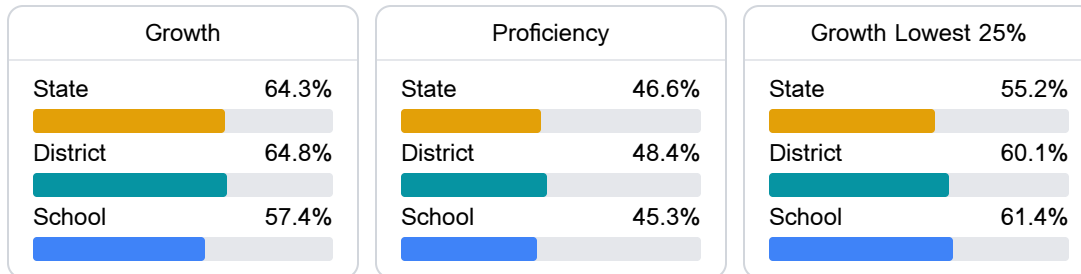 Growth
State 64.3%
District 64.8%
School 57.4%
Proficiency
State 46.6%
District 48.4%
School 45.3%
Growth Lowest 25%
State 55.2%
District 60.1%
School 61.4%